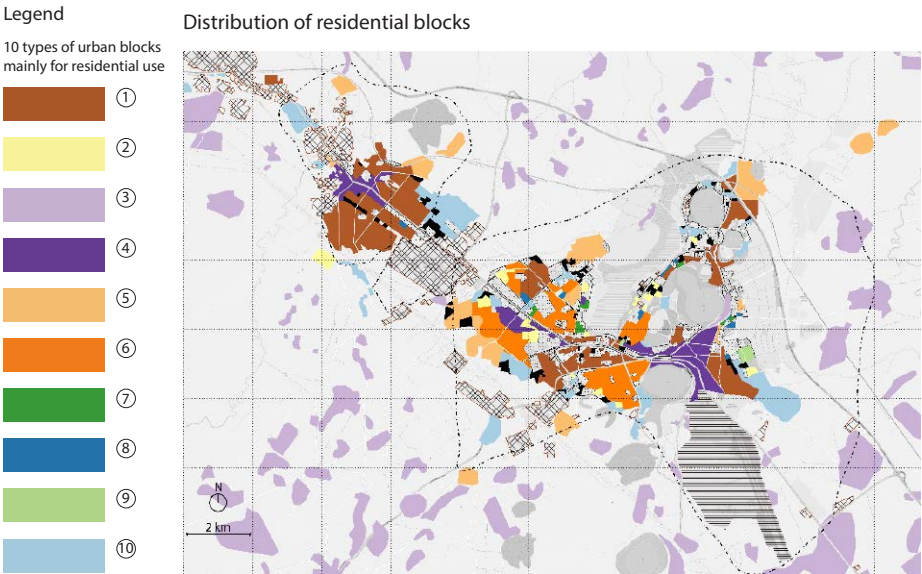 Legend
Distribution of residential blocks
10 types of urban blocks
mainly for residential use
1
2
3
4
5
6
7
8
9
10
N
2 km